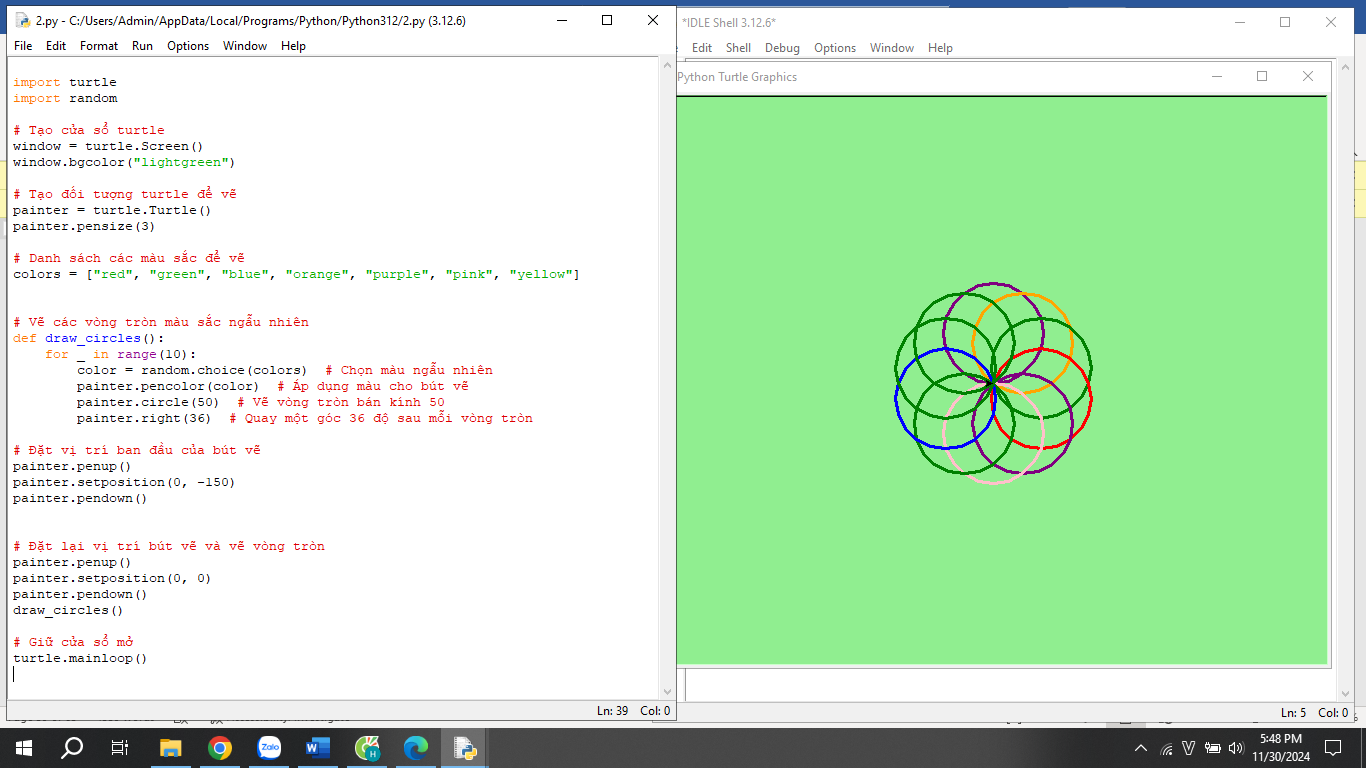 2.py - C:/Users/Admin/AppData/Local/Programs/Python/Python312/2.py (3.12.6)
File Edit Format Run Options Window Help
import turtle
import random
# Tạo cửa sổ turtle
window = turtle.Screen()
window.bgcolor("lightgreen")
# Tạo đối tượng turtle để vẽ
painter = turtle.Turtle()
painter.pensize(3)
# Danh sách các màu sắc để vẽ
colors = ["red", "green", "blue", "orange", "purple", "pink", "yellow"]
# Vẽ các vòng tròn màu sắc ngẫu nhiên
def draw_circles():
    for _ in range(10):
        color = random.choice(colors)  # Chọn màu ngẫu nhiên
        painter.pencolor(color)  # Áp dụng màu cho bút vẽ
        painter.circle(50)  # Vẽ vòng tròn bán kính 50
        painter.right(36)  # Quay một góc 36 độ sau mỗi vòng tròn
# Đặt vị trí ban đầu của bút vẽ
painter.penup()
painter.setposition(0, -150)
painter.pendown()
# Đặt lại vị trí bút vẽ và vẽ vòng tròn
painter.penup()
painter.setposition(0, 0)
painter.pendown()
draw_circles()
# Giữ cửa sổ mở
turtle.mainloop()
Ln: 39 Col: 0
*IDLE Shell 3.12.6*
Edit Shell Debug Options Window Help
Python Turtle Graphics
Ln: 5 Col: 0
Zalo
W
H
V
5:48 PM
11/30/2024